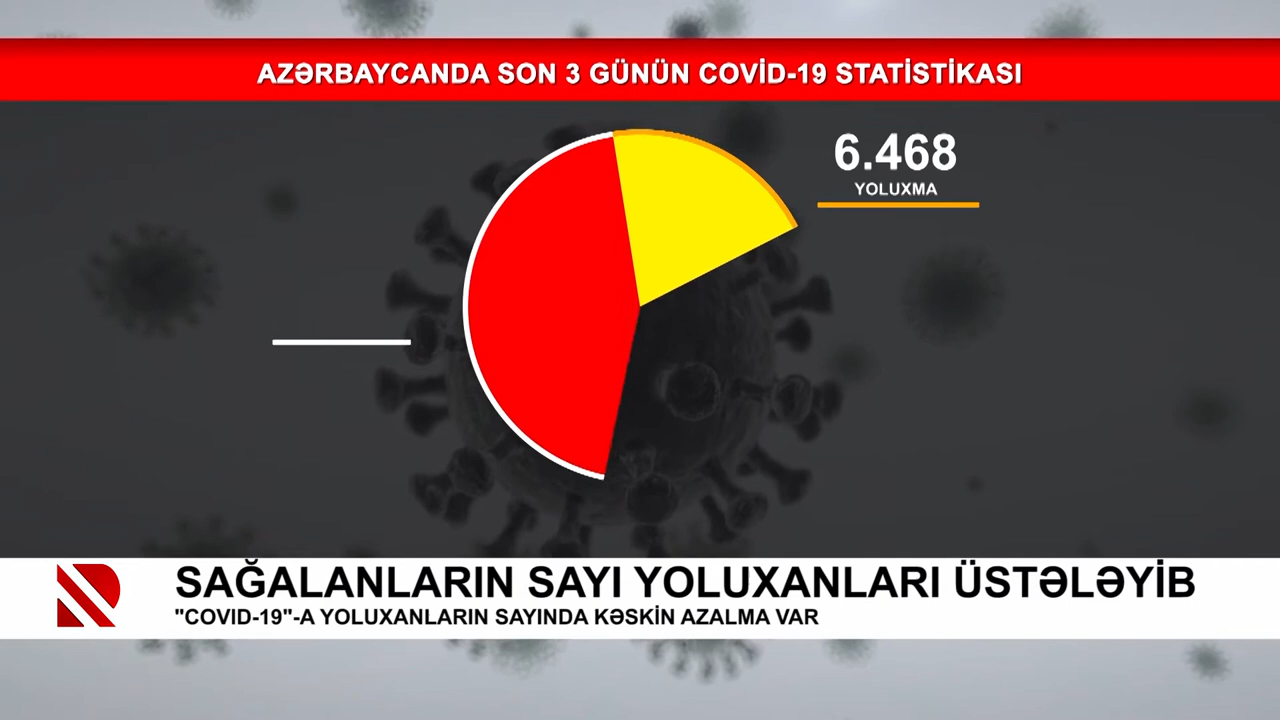 AZƏRBAYCANDA SON 3 GÜNÜN COVİD-19 STATİSTİKASI
6.468
YOLUXMA
SAĞALANLARIN SAYI YOLUXANLARI ÜSTƏLƏYİB
"COVID-19"-A YOLUXANLARIN SAYINDA KƏSKİN AZALMA VAR